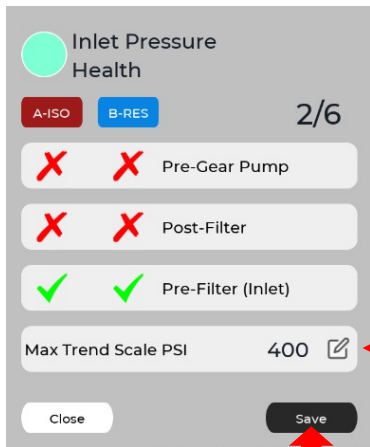 Inlet Pressure
Health
A-ISO B-RES 2/6
Pre-Gear Pump
Post-Filter
Pre-Filter (Inlet)
Max Trend Scale PSI 400
Close Save